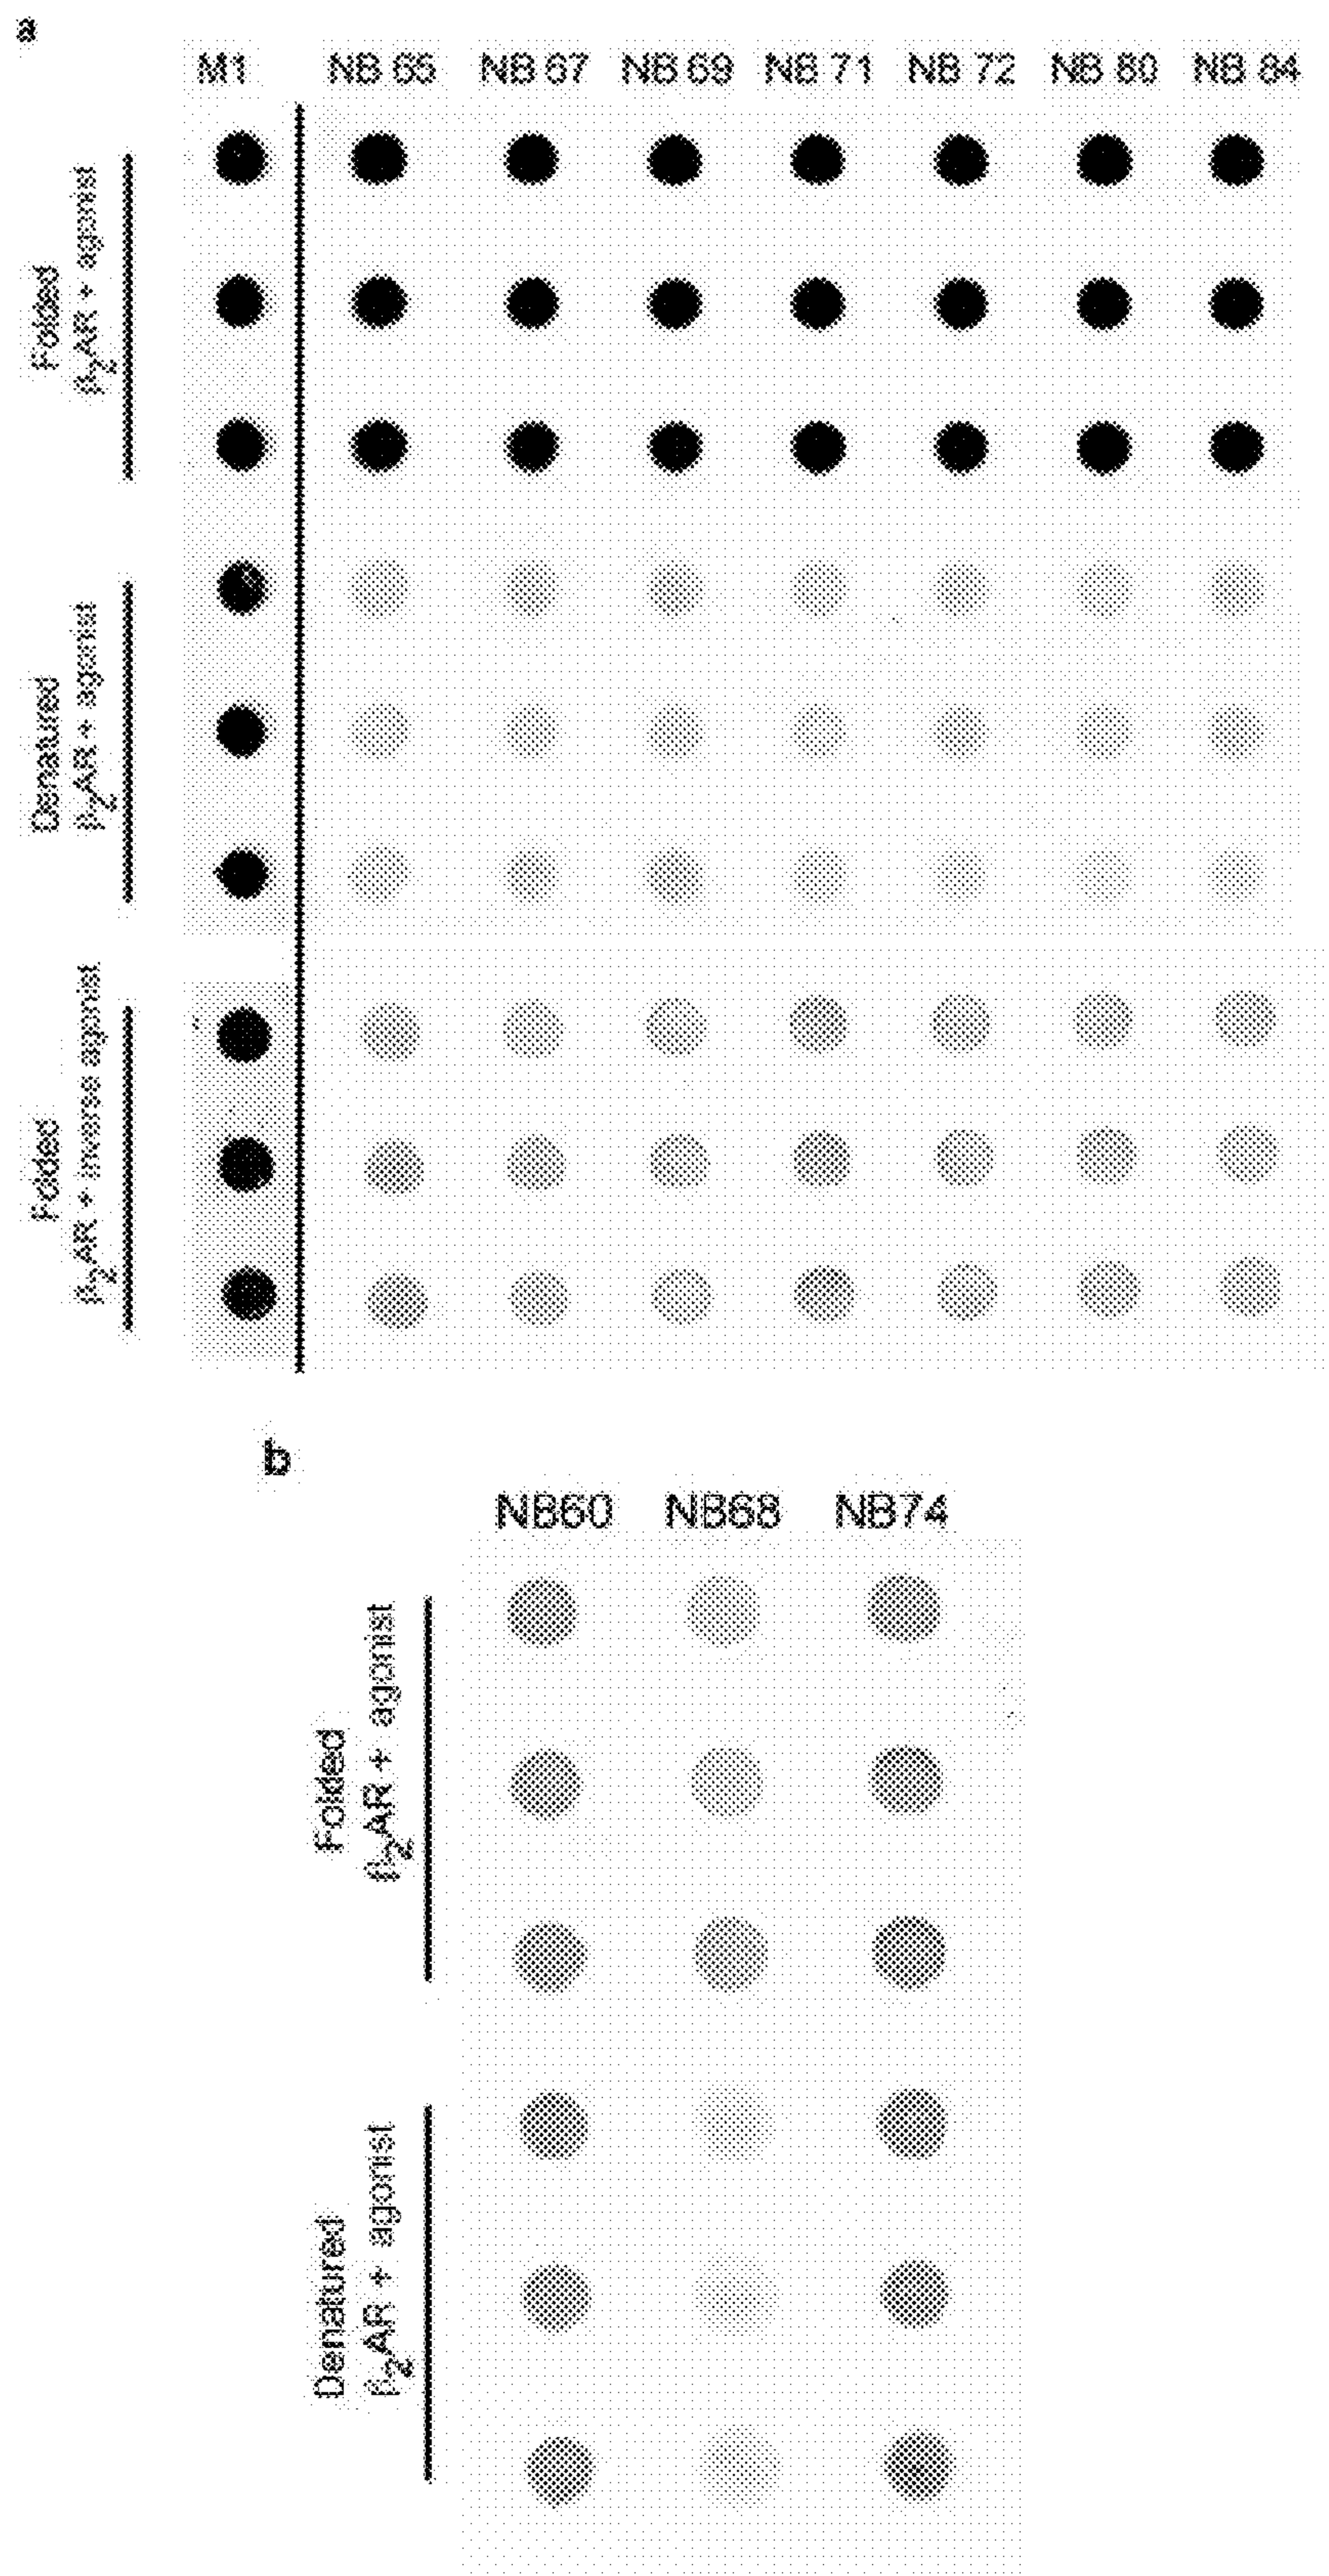 a
M1 NB 65 NB 67 NB 69 NB 71 NB 72 NB 80 NB 84
Folded
β₂AR + agonist
Denatured
β₂AR + agonist
Folded
β₂AR + inverse agonist
b
NB60 NB68 NB74
Folded
β₂AR + agonist
Denatured
β₂AR + agonist